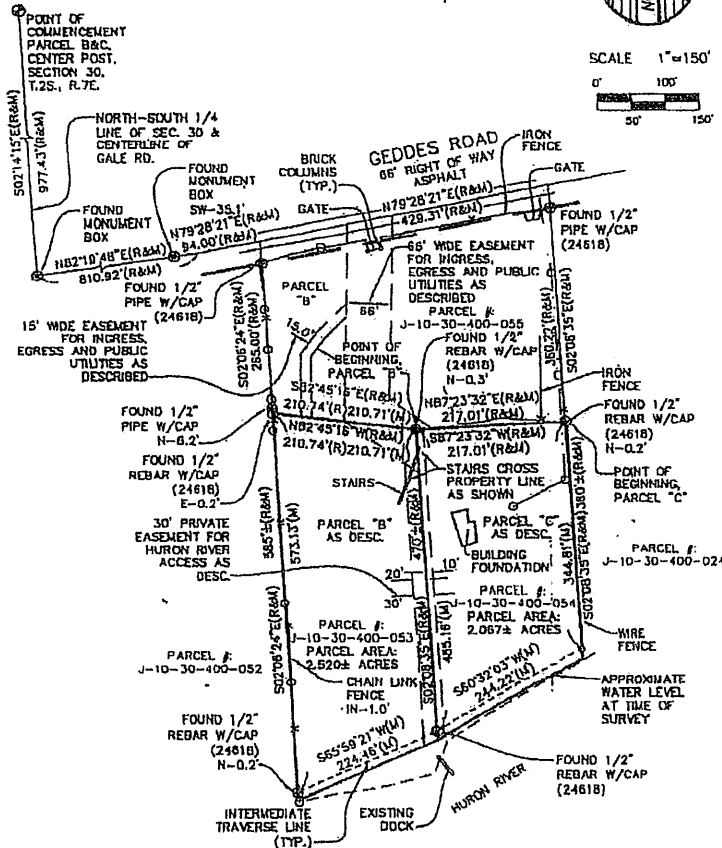 POINT OF
COMMENCEMENT
PARCEL B&C,
CENTER POST,
SECTION 30,
T.2S., R.7E.
S02°14'15"E(R&M)
977.43'(R&M)
NORTH-SOUTH 1/4
LINE OF SEC. 30 &
CENTERLINE OF
GALE RD.
FOUND
MONUMENT
BOX
SW-35.1'
FOUND
MONUMENT
BOX
N82°19'48"E(R&M)
810.92'(R&M)
N79°28'21"E(R&M)
94.00'(R&M)
BRICK
COLUMNS
(TYP.)
GATE
GEDDES ROAD
66' RIGHT OF WAY
ASPHALT
N79°28'21"E(R&M)
429.31'(R&M)
IRON
FENCE
GATE
SCALE 1"=150'
0' 100'
50' 150'
FOUND 1/2"
PIPE W/CAP
(24618)
FOUND 1/2"
PIPE W/CAP
(24618)
PARCEL
"B"
66' WIDE EASEMENT
FOR INGRESS,
EGRESS AND PUBLIC
UTILITIES AS
DESCRIBED
66'
15' WIDE EASEMENT
FOR INGRESS,
EGRESS AND PUBLIC
UTILITIES AS
DESCRIBED
S02°06'24"E(R&M)
265.00'(R&M)
15.0'
POINT OF
BEGINNING,
PARCEL "B"
PARCEL #:
J-10-30-400-055
FOUND 1/2"
REBAR W/CAP
(24618)
N-0.3'
360.22'(R&M)
S02°08'35"E(R&M)
IRON
FENCE
S82°45'16"E(R&M)
210.74'(R)210.71'(M)
N82°45'16"W(R&M)
210.74'(R)210.71'(M)
N87°23'32"E(R&M)
217.01'(R&M)
S87°23'32"W(R&M)
217.01'(R&M)
FOUND 1/2"
PIPE W/CAP
N-0.2'
FOUND 1/2"
REBAR W/CAP
(24618)
E-0.2'
FOUND 1/2"
REBAR W/CAP
(24618)
N-0.2'
POINT OF
BEGINNING,
PARCEL "C"
STAIRS
STAIRS CROSS
PROPERTY LINE
AS SHOWN
30' PRIVATE
EASEMENT FOR
HURON RIVER
ACCESS AS
DESC.
585'±(R&M)
573.13'(M)
S02°06'24"E(R&M)
PARCEL "B"
AS DESC.
470'±(R&M)
PARCEL "C"
AS DESC.
BUILDING
FOUNDATION
380'±(R&M)
344.81'(M)
S02°08'35"E(R&M)
PARCEL #:
J-10-30-400-024
20'
10'
30'
PARCEL #:
J-10-30-400-053
PARCEL AREA:
2.520± ACRES
PARCEL #:
J-10-30-400-054
PARCEL AREA:
2.067± ACRES
S02°08'35"E(R&M)
485.16'(M)
PARCEL #:
J-10-30-400-052
CHAIN LINK
FENCE
IN-1.0'
WIRE
FENCE
S60°32'03"W(M)
244.22'(M)
APPROXIMATE
WATER LEVEL
AT TIME OF
SURVEY
FOUND 1/2"
REBAR W/CAP
(24618)
N-0.2'
S65°59'21"W(M)
224.46'(M)
FOUND 1/2"
REBAR W/CAP
(24618)
INTERMEDIATE
TRAVERSE LINE
(TYP.)
EXISTING
DOCK
HURON RIVER